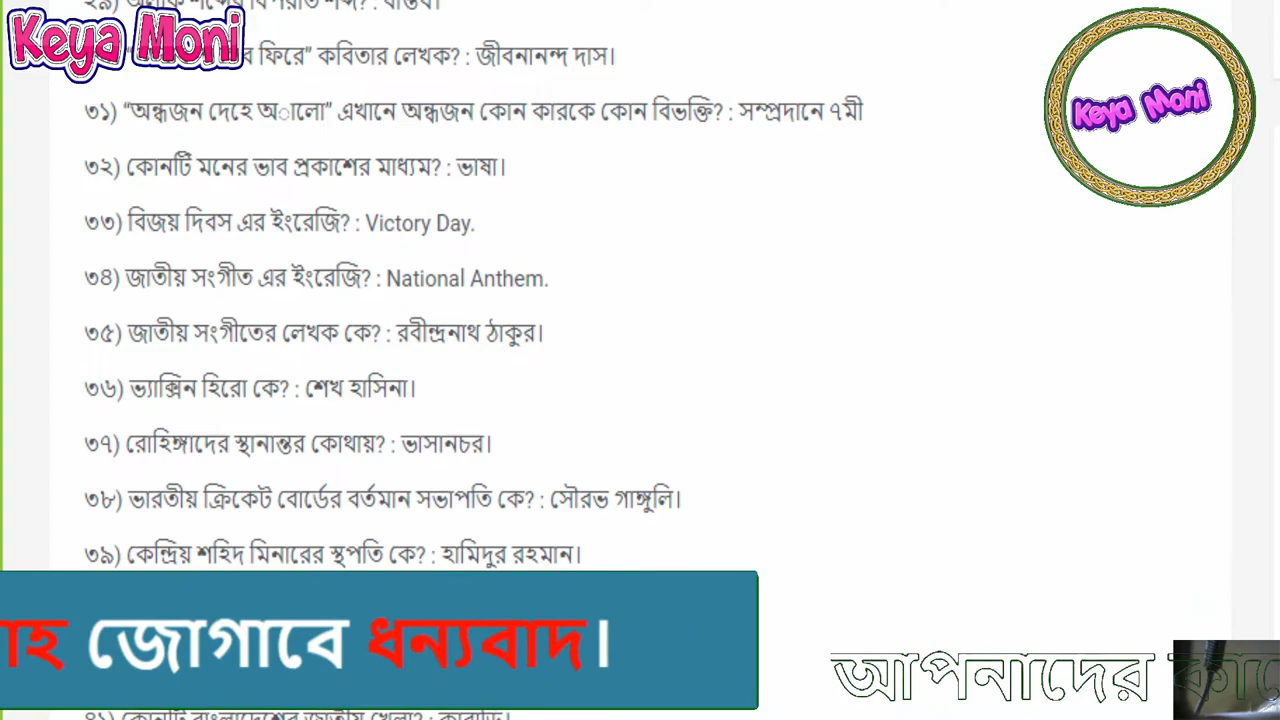 Keya Moni
ফিরে” কবিতার লেখক? : জীবনানন্দ দাস।
Keya Moni
৩১) “অন্ধজন দেহে অালো” এখানে অন্ধজন কোন কারকে কোন বিভক্তি? : সম্প্রদানে ৭মী
৩২) কোনটি মনের ভাব প্রকাশের মাধ্যম? : ভাষা।
৩৩) বিজয় দিবস এর ইংরেজি? : Victory Day.
৩৪) জাতীয় সংগীত এর ইংরেজি? : National Anthem.
৩৫) জাতীয় সংগীতের লেখক কে? : রবীন্দ্রনাথ ঠাকুর।
৩৬) ভ্যাক্সিন হিরো কে? : শেখ হাসিনা।
৩৭) রোহিঙ্গাদের স্থানান্তর কোথায়? : ভাসানচর।
৩৮) ভারতীয় ক্রিকেট বোর্ডের বর্তমান সভাপতি কে? : সৌরভ গাঙ্গুলি।
৩৯) কেন্দ্রিয় শহিদ মিনারের স্থপতি কে? : হামিদুর রহমান।
জোগাবে ধন্যবাদ।
আপনাদের